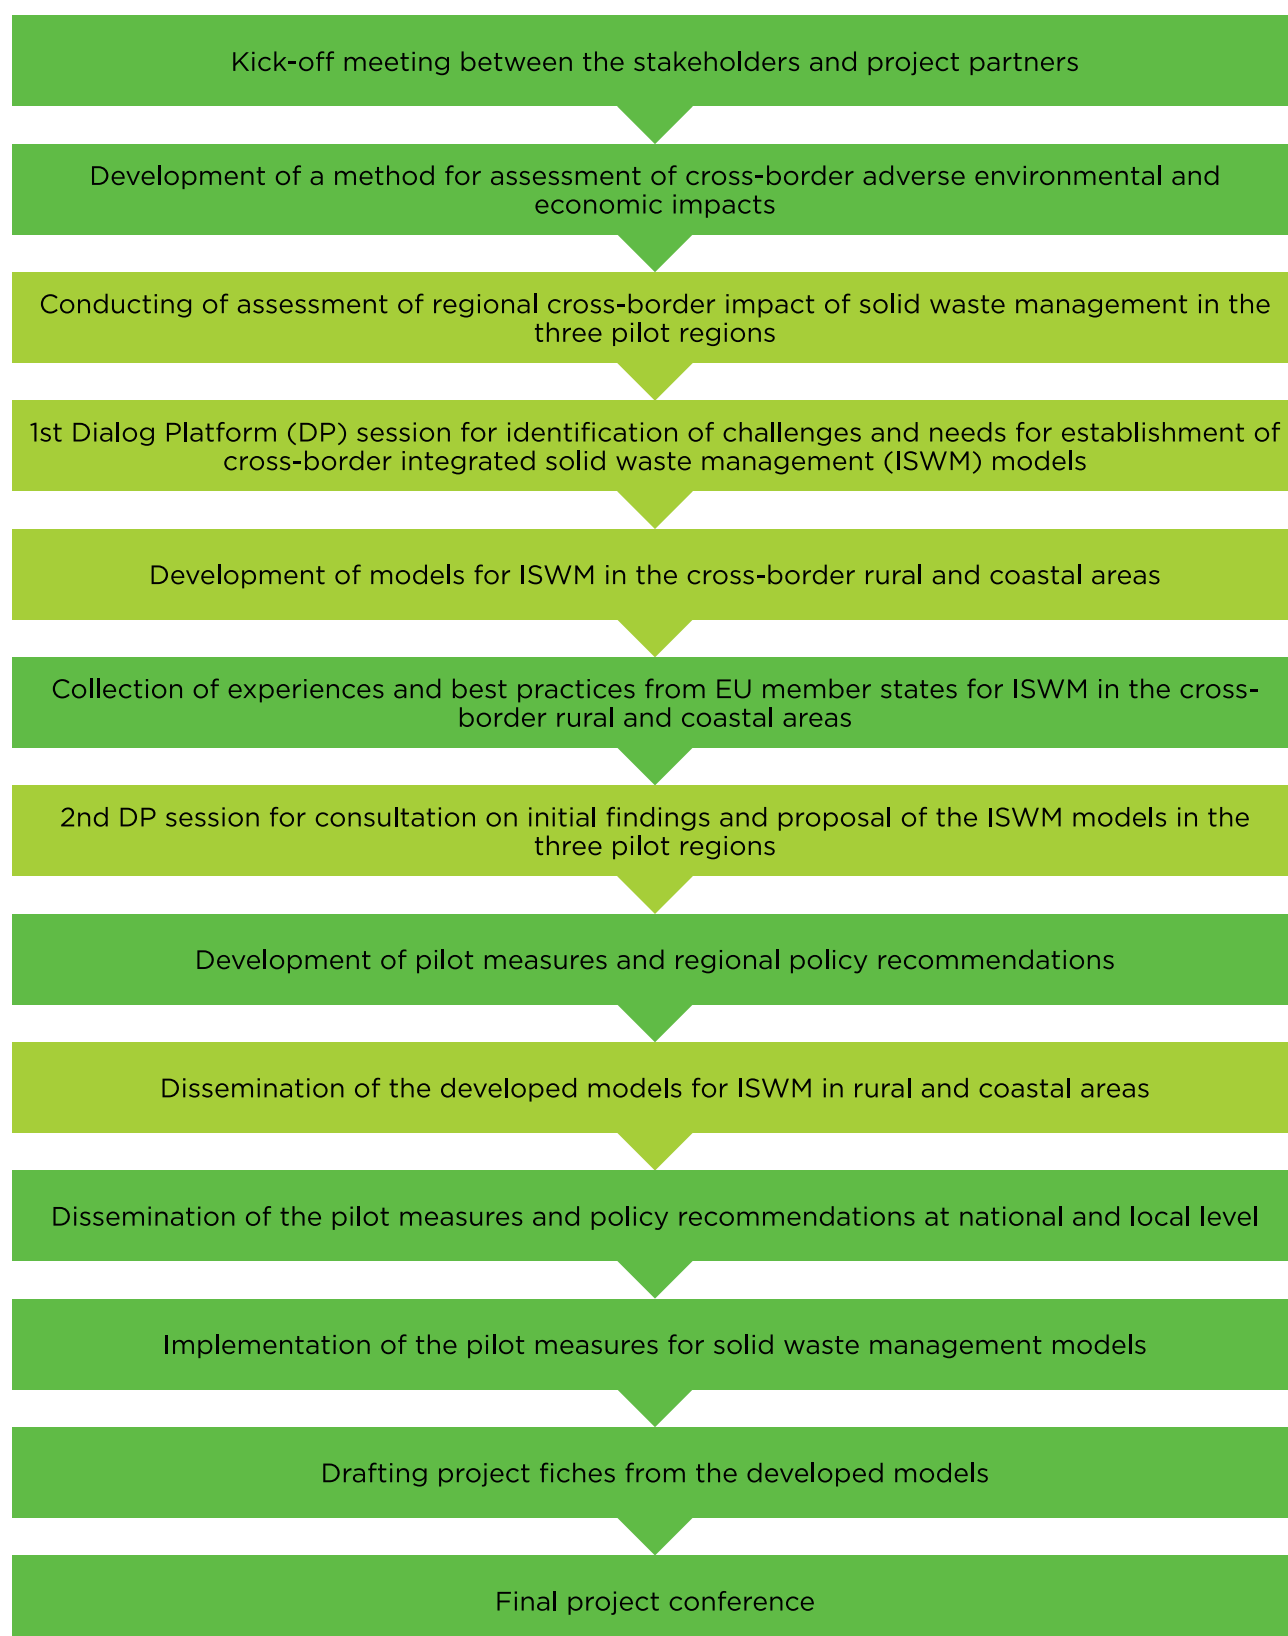 Kick-off meeting between the stakeholders and project partners
Development of a method for assessment of cross-border adverse environmental and
economic impacts
Conducting of assessment of regional cross-border impact of solid waste management in the
three pilot regions
1st Dialog Platform (DP) session for identification of challenges and needs for establishment of
cross-border integrated solid waste management (ISWM) models
Development of models for ISWM in the cross-border rural and coastal areas
Collection of experiences and best practices from EU member states for ISWM in the cross-
border rural and coastal areas
2nd DP session for consultation on initial findings and proposal of the ISWM models in the
three pilot regions
Development of pilot measures and regional policy recommendations
Dissemination of the developed models for ISWM in rural and coastal areas
Dissemination of the pilot measures and policy recommendations at national and local level
Implementation of the pilot measures for solid waste management models
Drafting project fiches from the developed models
Final project conference